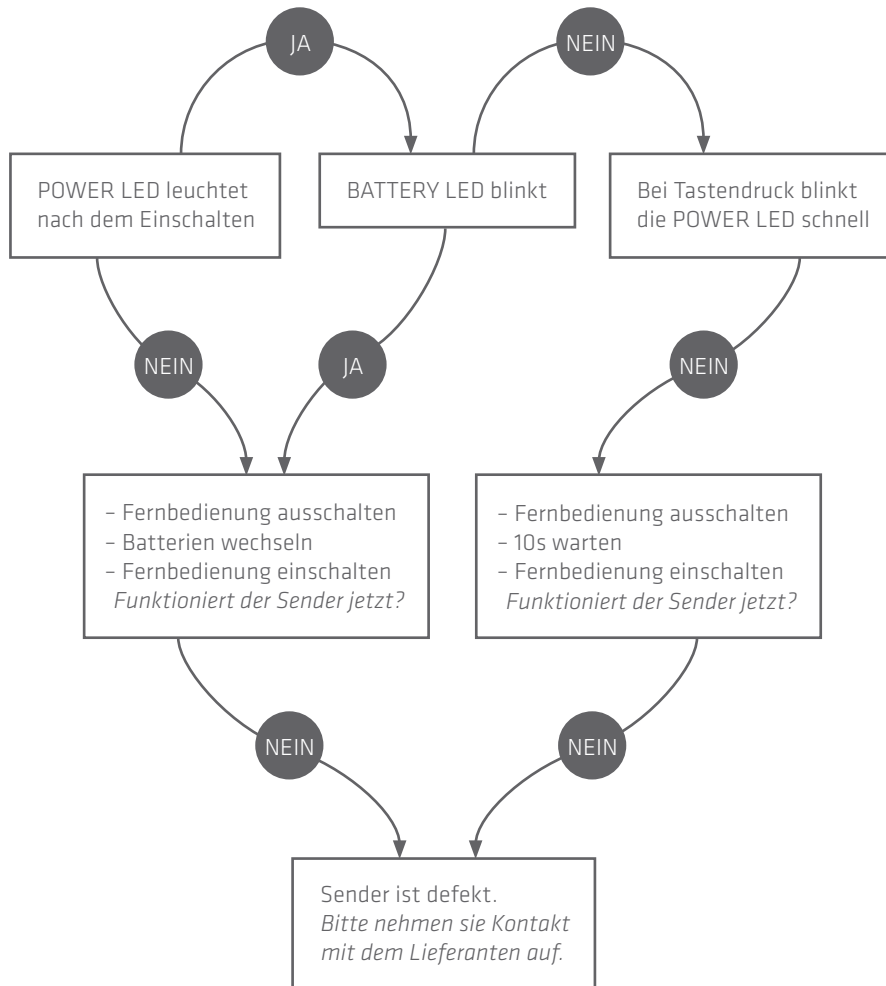 JA
NEIN
POWER LED leuchtet
nach dem Einschalten
BATTERY LED blinkt
Bei Tastendruck blinkt
die POWER LED schnell
NEIN
JA
NEIN
– Fernbedienung ausschalten
– Batterien wechseln
– Fernbedienung einschalten
Funktioniert der Sender jetzt?
– Fernbedienung ausschalten
– 10s warten
– Fernbedienung einschalten
Funktioniert der Sender jetzt?
NEIN
NEIN
Sender ist defekt.
Bitte nehmen sie Kontakt
mit dem Lieferanten auf.